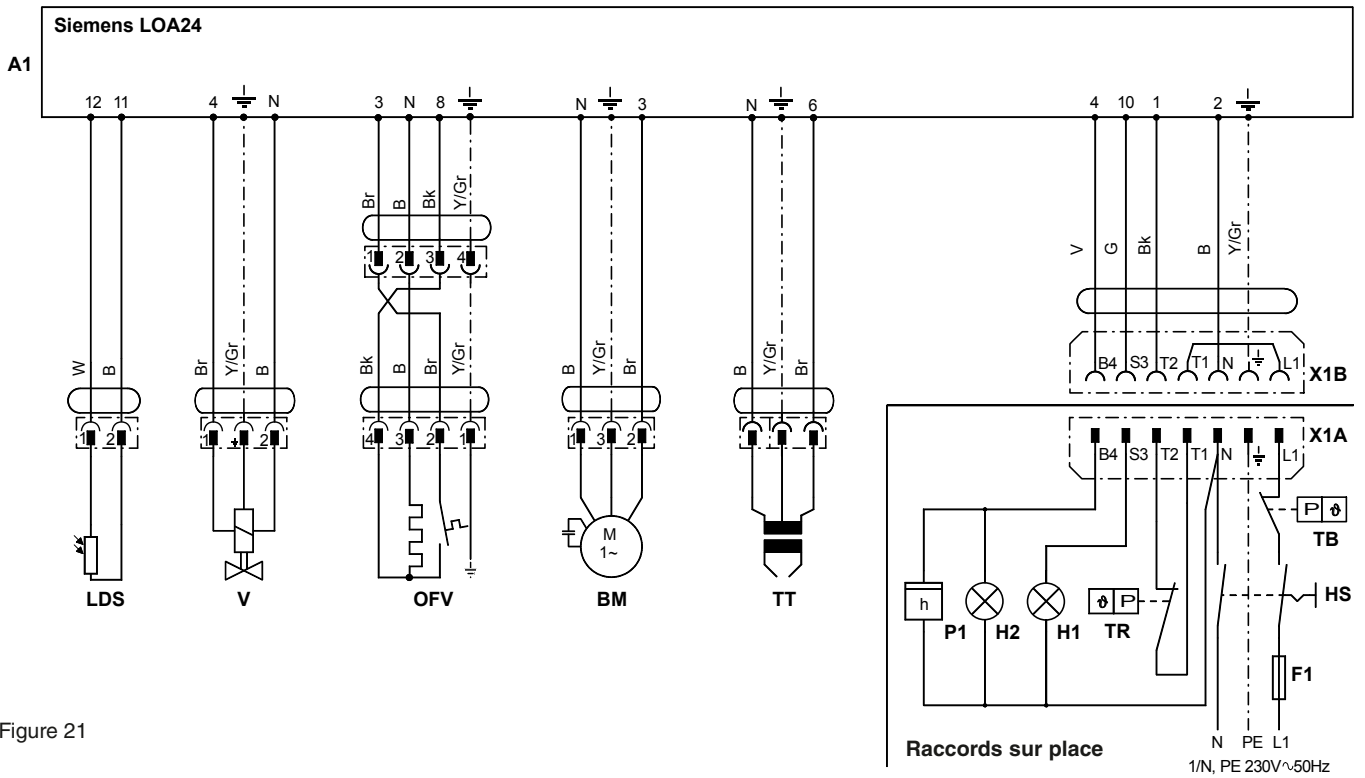 Siemens LOA24
A1
12 11 4 N 3 N 8 N 3 N 6 4 10 1 2
Br B Bk Y/Gr
V G Bk B Y/Gr
1 2 3 4
W B Br Y/Gr B Bk B Br Y/Gr B Y/Gr Br B Y/Gr Br
B4 S3 T2 T1 N L1 X1B
1 2 1 2 4 3 2 1 1 3 2
X1A
B4 S3 T2 T1 N L1
P ϑ
TB
M
1~
h
ϑ P
LDS V OFV BM TT
P1 H2 H1 TR
HS
F1
Figure 21
Raccords sur place
N PE L1
1/N, PE 230V~50Hz